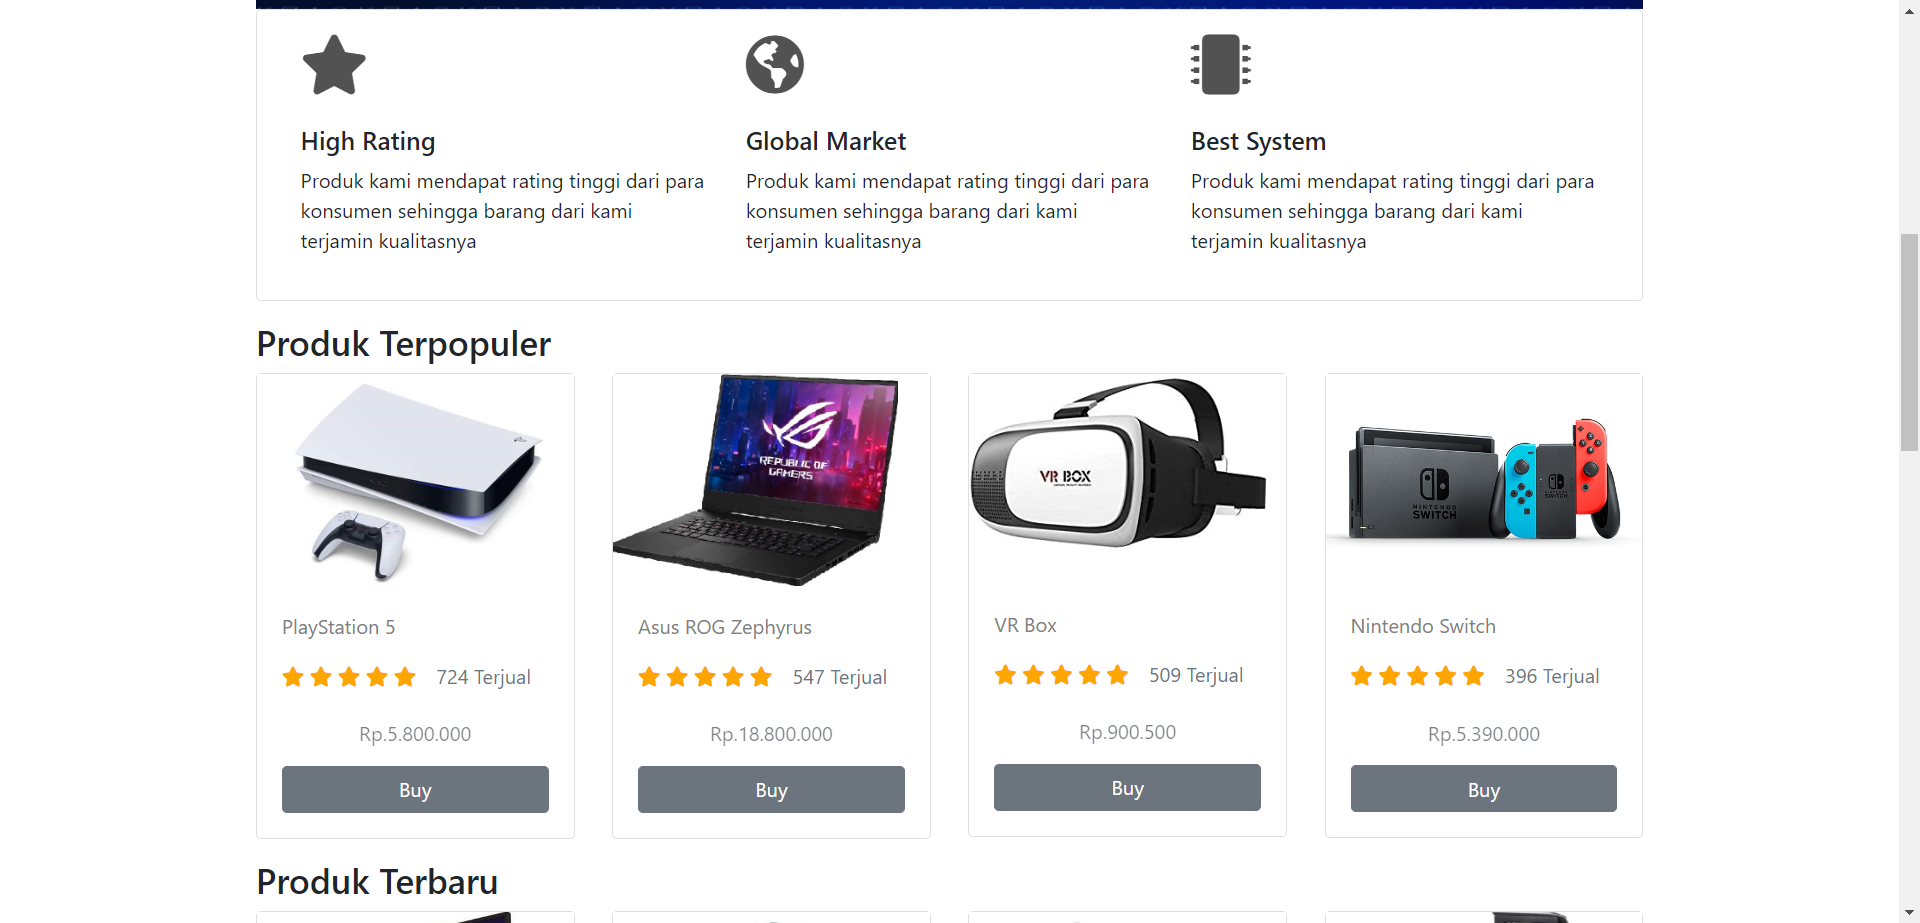 High Rating
Produk kami mendapat rating tinggi dari para
konsumen sehingga barang dari kami
terjamin kualitasnya
Global Market
Produk kami mendapat rating tinggi dari para
konsumen sehingga barang dari kami
terjamin kualitasnya
Best System
Produk kami mendapat rating tinggi dari para
konsumen sehingga barang dari kami
terjamin kualitasnya
Produk Terpopuler
PlayStation 5
724 Terjual
Rp.5.800.000
Buy
REPUBLIC OF
GAMERS
Asus ROG Zephyrus
547 Terjual
Rp.18.800.000
Buy
VR BOX
VR Box
509 Terjual
Rp.900.500
Buy
NINTENDO
SWITCH
NINTENDO
SWITCH
Nintendo Switch
396 Terjual
Rp.5.390.000
Buy
Produk Terbaru